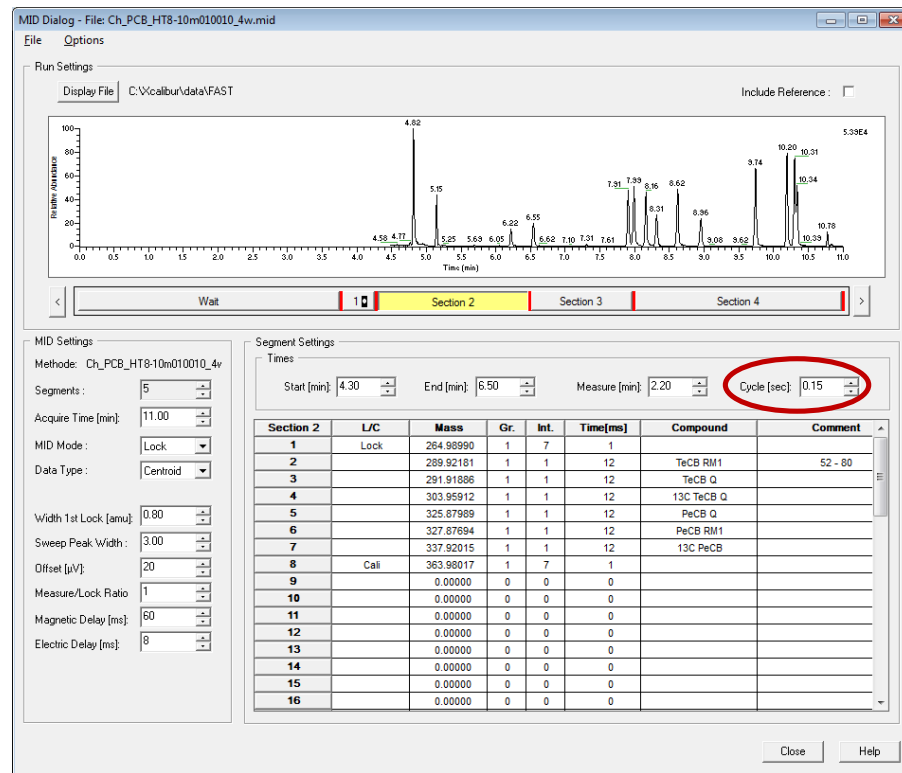 MID Dialog - File: Ch_PCB_HT8-10m010010_4w.mid
File Options
Run Settings
Display File C:\Xcalibur\data\FAST Include Reference :
4.82
100
5.39E4
10.20 10.31
80
9.74
Relative Abundance
7.91 7.99 8.16 8.62 10.34
60
5.15
40
8.31
6.22 6.55 8.96
20
10.78
4.58 4.77 5.25 5.69 6.05 6.62 7.10 7.31 7.61 9.08 9.62 10.39
0
0.0 0.5 1.0 1.5 2.0 2.5 3.0 3.5 4.0 4.5 5.0 5.5 6.0 6.5 7.0 7.5 8.0 8.5 9.0 9.5 10.0 10.5 11.0
Time (min)
< Wait 1 Section 2 Section 3 Section 4 >
MID Settings
Methode: Ch_PCB_HT8-10m010010_4w
Segments : 5
Acquire Time [min]: 11.00
MID Mode : Lock
Data Type : Centroid
Width 1st Lock [amu]: 0.80
Sweep Peak Width : 3.00
Offset [µV]: 20
Measure/Lock Ratio 1
Magnetic Delay [ms]: 60
Electric Delay [ms]: 8
Segment Settings
Times
Start [min]: 4.30 End [min]: 6.50 Measure [min]: 2.20 Cycle [sec]: 0.15
Section 2 L/C Mass Gr. Int. Time[ms] Compound Comment
1 Lock 264.98990 1 7 1
2 289.92181 1 1 12 TeCB RM1 52 - 80
3 291.91886 1 1 12 TeCB Q
4 303.95912 1 1 12 13C TeCB Q
5 325.87989 1 1 12 PeCB Q
6 327.87694 1 1 12 PeCB RM1
7 337.92015 1 1 12 13C PeCB
8 Cali 363.98017 1 7 1
9 0.00000 0 0 0
10 0.00000 0 0 0
11 0.00000 0 0 0
12 0.00000 0 0 0
13 0.00000 0 0 0
14 0.00000 0 0 0
15 0.00000 0 0 0
16 0.00000 0 0 0
Close Help